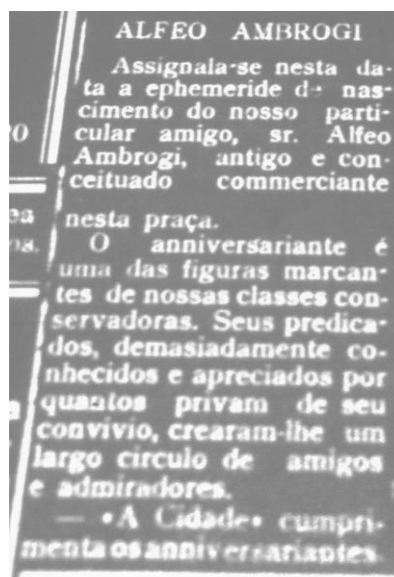 ALFEO AMBROGI
Assignala-se nesta da-
ta a ephemeride de nas-
cimento do nosso parti-
cular amigo, sr. Alfeo
Ambrogi, antigo e con-
ceituado commerciante
nesta praça.
O anniversariante é
uma das figuras marcan-
tes de nossas classes con-
servadoras. Seus predica-
dos, demasiadamente co-
nhecidos e apreciados por
quantos privam de seu
convivio, crearam-lhe um
largo circulo de amigos
e admiradores.
— «A Cidade» cumpri-
menta os anniversariantes